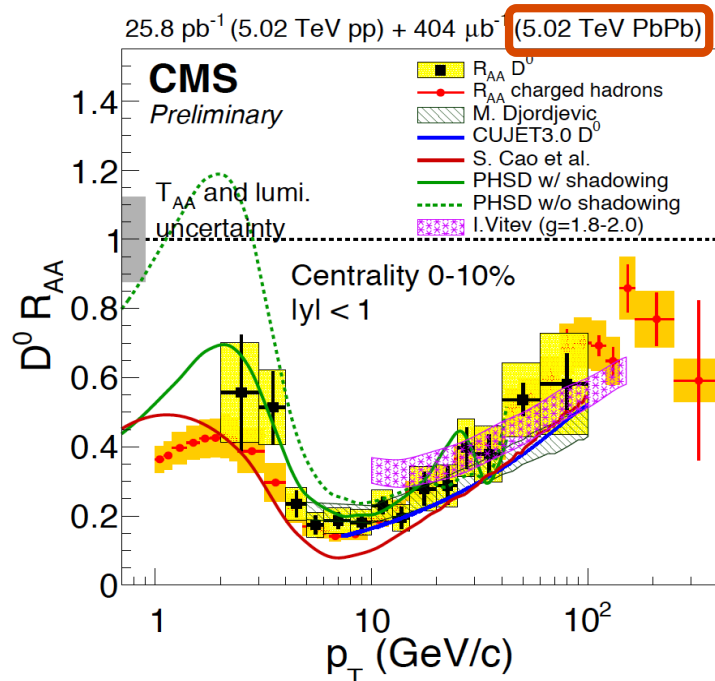 25.8 pb⁻¹ (5.02 TeV pp) + 404 μb⁻¹ (5.02 TeV PbPb)
CMS
Preliminary
R_AA D⁰
R_AA charged hadrons
M. Djordjevic
CUJET3.0 D⁰
S. Cao et al.
PHSD w/ shadowing
PHSD w/o shadowing
I.Vitev (g=1.8-2.0)
T_AA and lumi.
uncertainty
Centrality 0-10%
|y| < 1
D⁰ R_AA
1.4
1.2
1
0.8
0.6
0.4
0.2
0
1 10 10²
p_T (GeV/c)